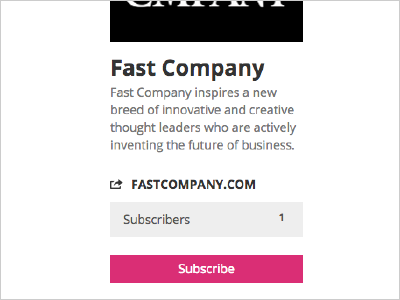 Fast Company
Fast Company inspires a new
breed of innovative and creative
thought leaders who are actively
inventing the future of business.
FASTCOMPANY.COM
Subscribers 1
Subscribe